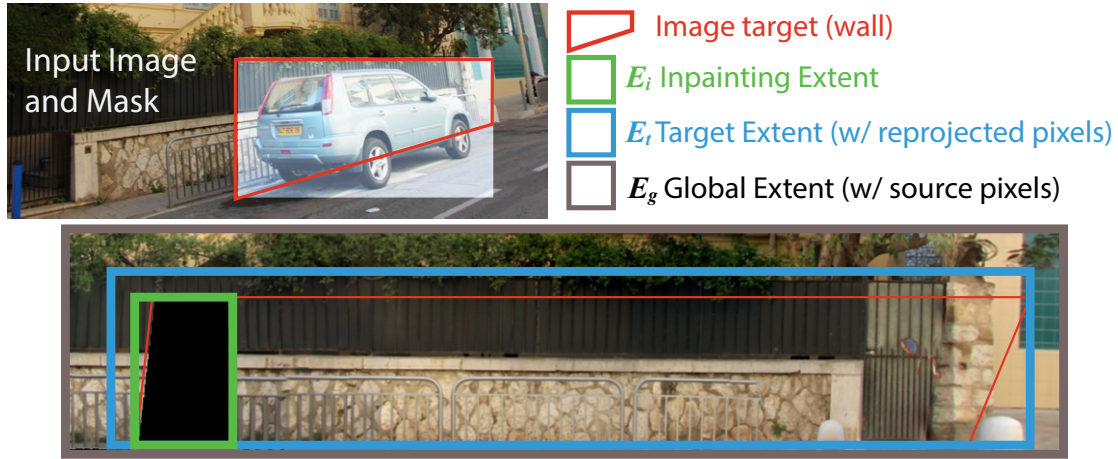 Input Image
and Mask
Image target (wall)
Ei Inpainting Extent
Et Target Extent (w/ reprojected pixels)
Eg Global Extent (w/ source pixels)